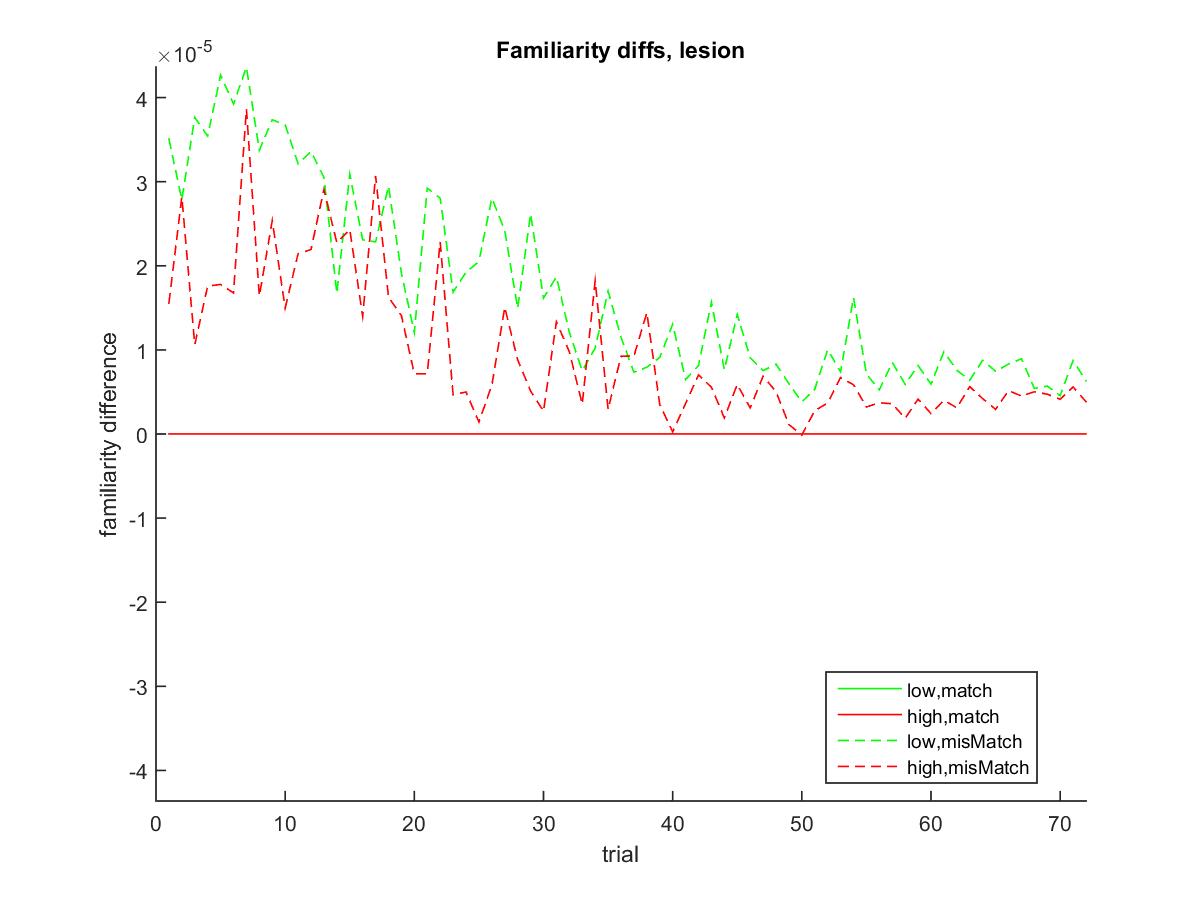 Familiarity diffs, lesion
×10-5
4
3
2
1
0
-1
-2
-3
-4
familiarity difference
0 10 20 30 40 50 60 70
trial
low,match
high,match
low,misMatch
high,misMatch